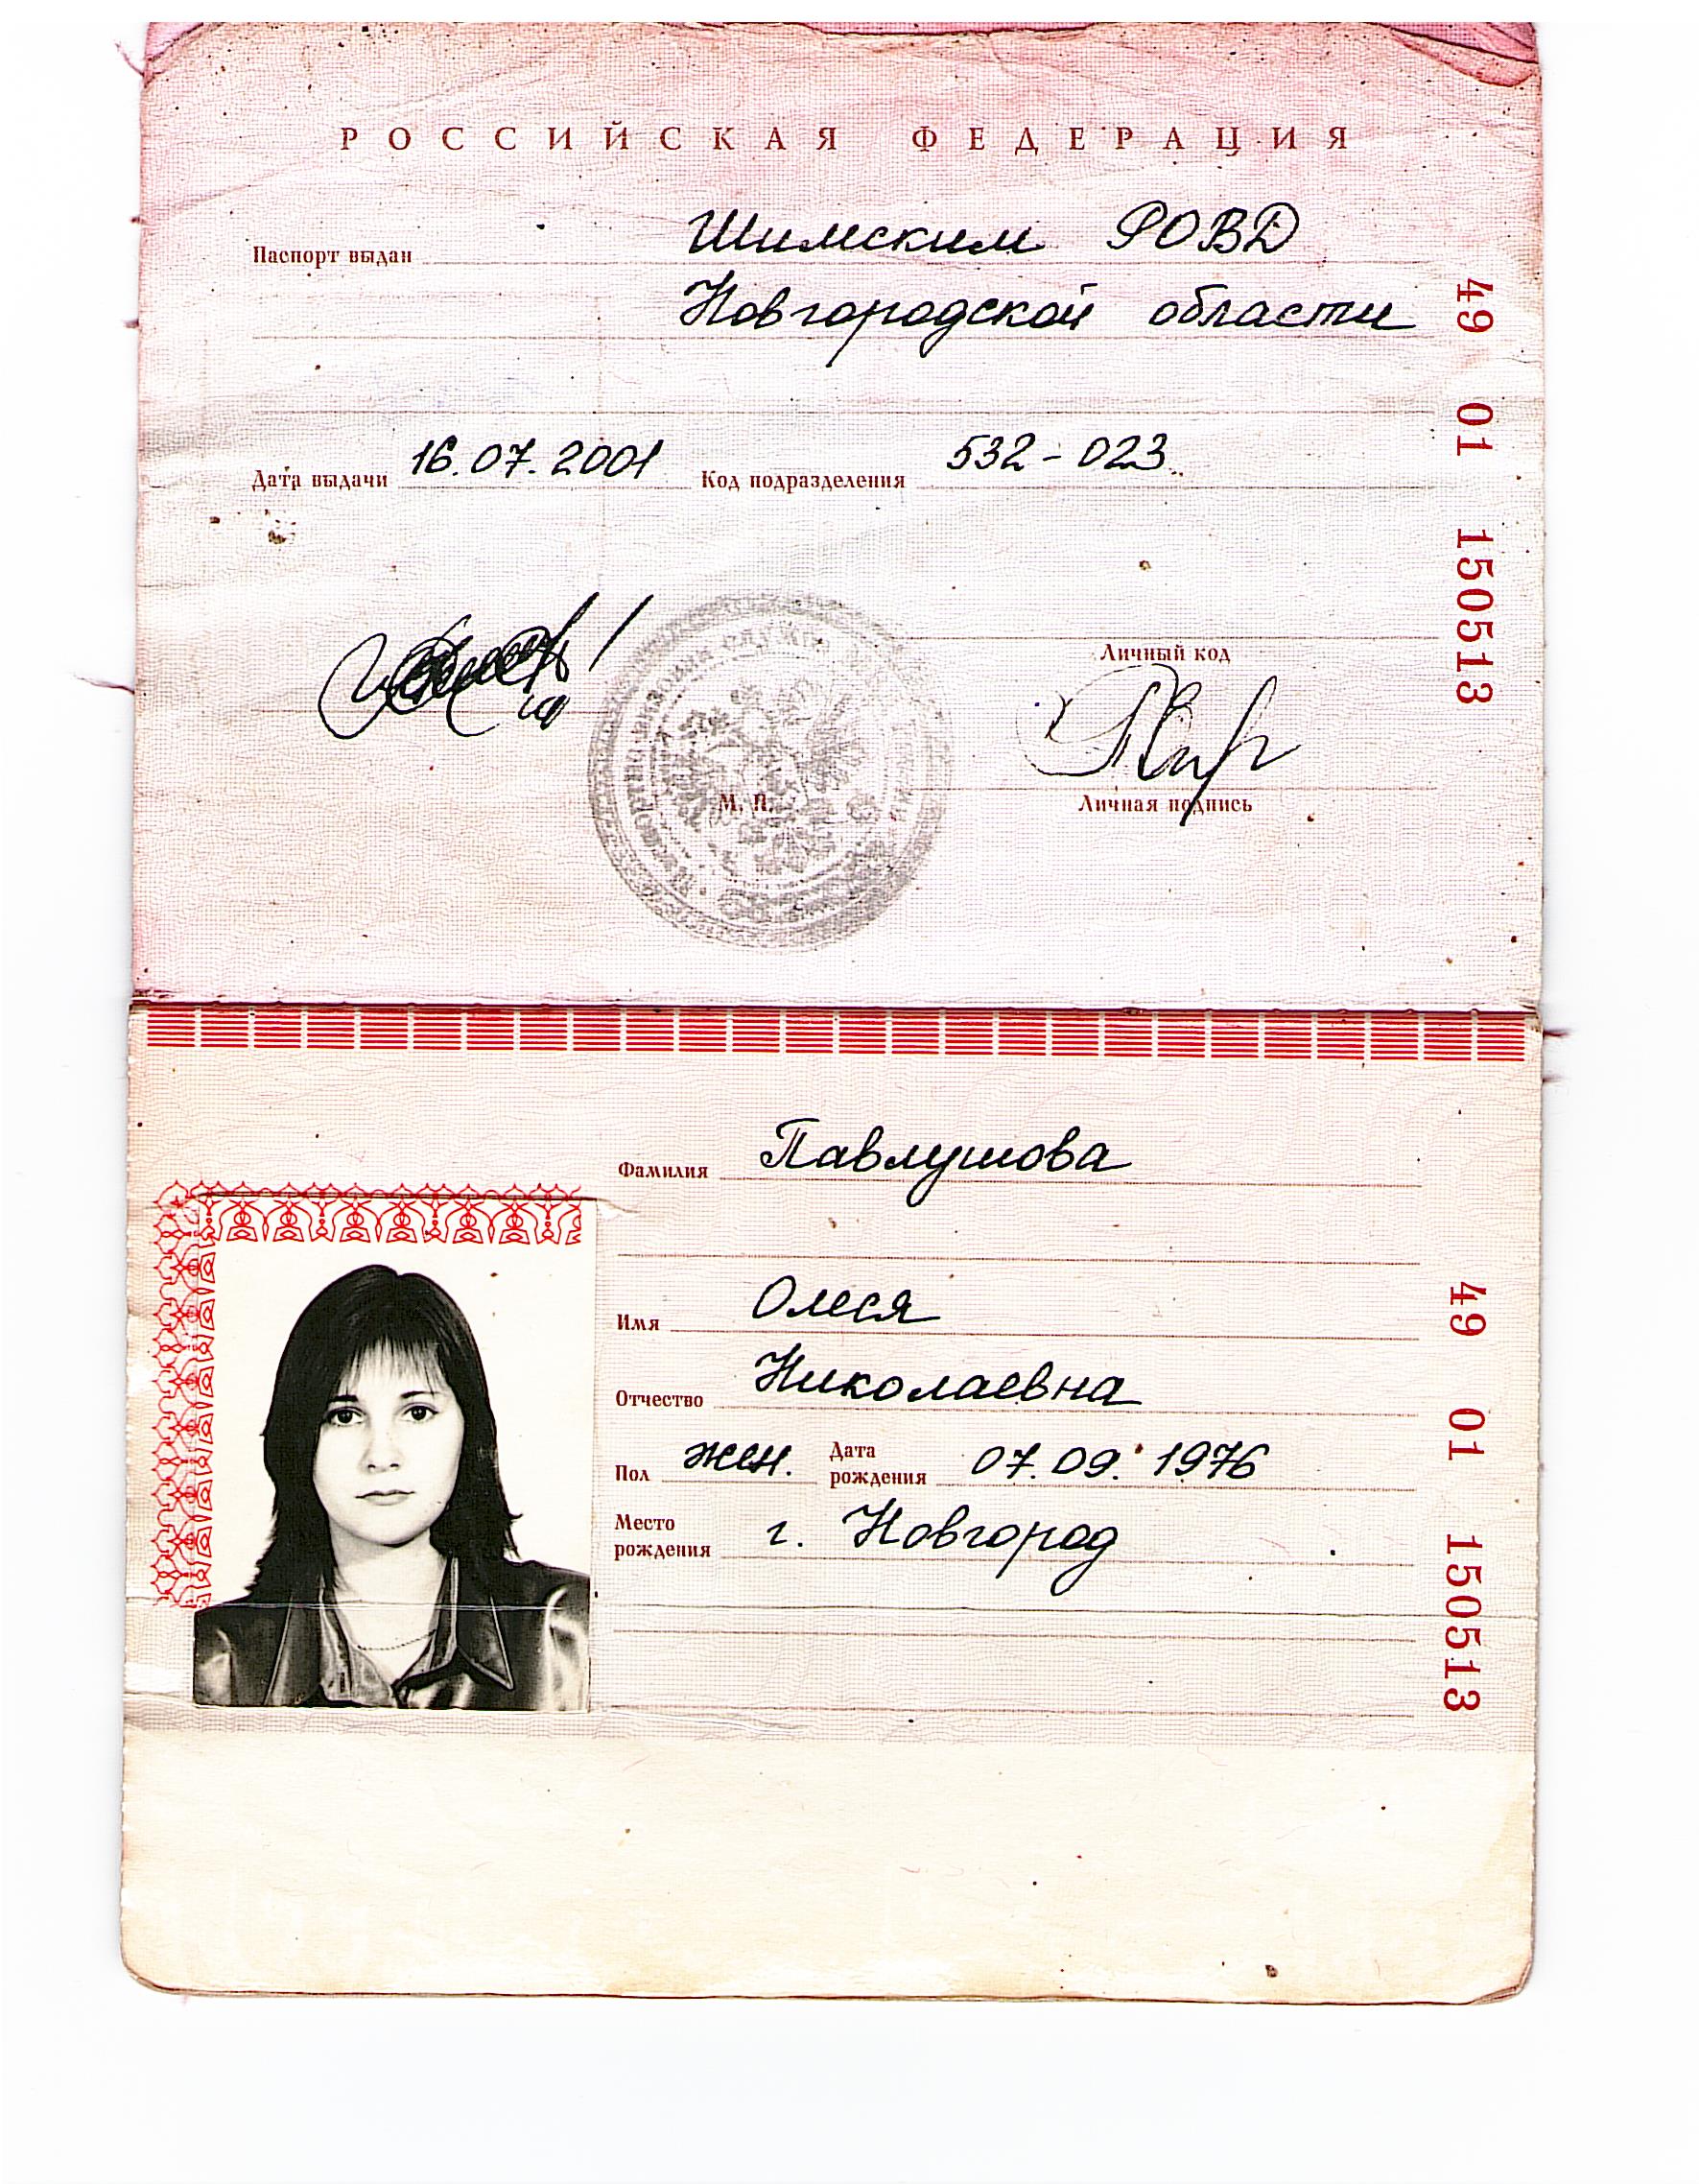 РОССИЙСКАЯ ФЕДЕРАЦИЯ
Паспорт выдан Шимским РОВД
Новгородской области
Дата выдачи 16.07.2001 Код подразделения 532-023
Личный код
М. П.
Личная подпись
49 01 150513
Фамилия Павлушова
Имя Олеся
Отчество Николаевна
Пол жен. Дата рождения 07.09.1976
Место рождения г. Новгород
49 01 150513